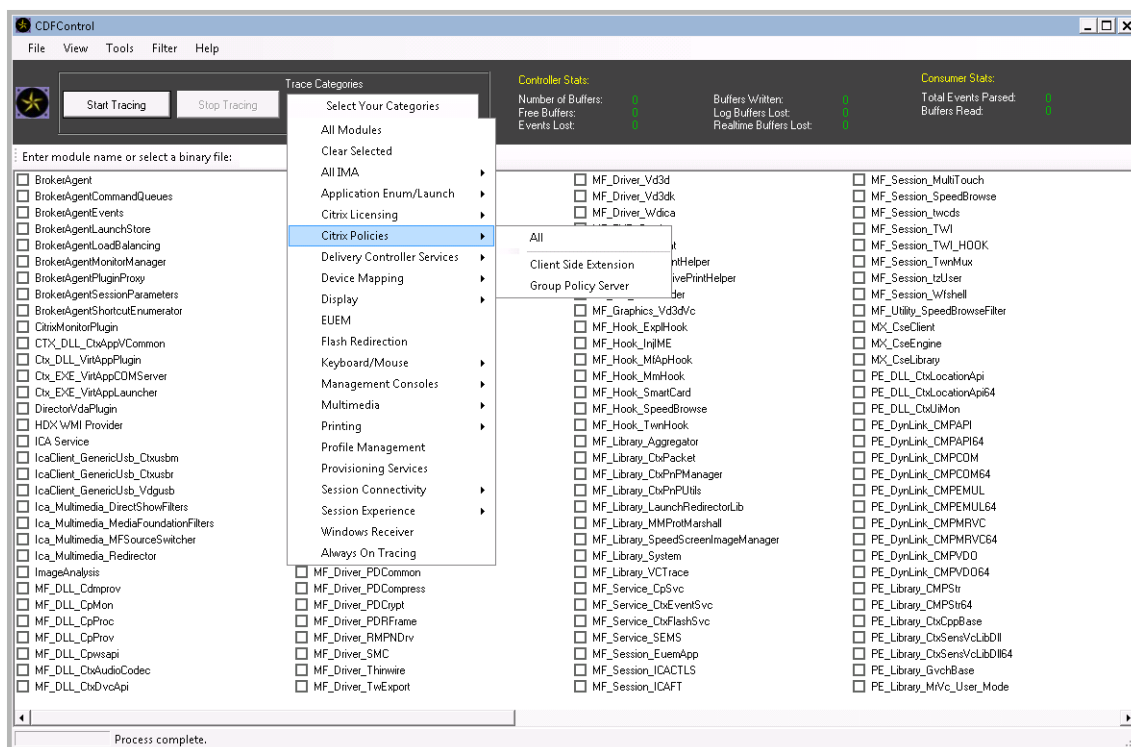 CDFControl
File View Tools Filter Help
Trace Categories
Start Tracing
Stop Tracing
Controller Stats:
Number of Buffers: 0
Free Buffers: 0
Events Lost: 0
Buffers Written: 0
Log Buffers Lost: 0
Realtime Buffers Lost: 0
Consumer Stats:
Total Events Parsed: 0
Buffers Read: 0
Enter module name or select a binary file:
Select Your Categories
All Modules
Clear Selected
All IMA
Application Enum/Launch
Citrix Licensing
Citrix Policies
Delivery Controller Services
Device Mapping
Display
EUEM
Flash Redirection
Keyboard/Mouse
Management Consoles
Multimedia
Printing
Profile Management
Provisioning Services
Session Connectivity
Session Experience
Windows Receiver
Always On Tracing
All
Client Side Extension
Group Policy Server
BrokerAgent
BrokerAgentCommandQueues
BrokerAgentEvents
BrokerAgentLaunchStore
BrokerAgentLoadBalancing
BrokerAgentMonitorManager
BrokerAgentPluginProxy
BrokerAgentSessionParameters
BrokerAgentShortcutEnumerator
CitrixMonitorPlugin
CTX_DLL_CtxAppVCommon
Ctx_DLL_VirtAppPlugin
Ctx_EXE_VirtAppCOMServer
Ctx_EXE_VirtAppLauncher
DirectorVdaPlugin
HDX WMI Provider
ICA Service
IcaClient_GenericUsb_Ctxusbm
IcaClient_GenericUsb_Ctxusbr
IcaClient_GenericUsb_Vdgusb
Ica_Multimedia_DirectShowFilters
Ica_Multimedia_MediaFoundationFilters
Ica_Multimedia_MFSourceSwitcher
Ica_Multimedia_Redirector
ImageAnalysis
MF_DLL_Cdmprov
MF_DLL_CpMon
MF_DLL_CpProc
MF_DLL_CpProv
MF_DLL_Cpwsapi
MF_DLL_CtxAudioCodec
MF_DLL_CtxDvcApi
MF_Driver_PDCommon
MF_Driver_PDCompress
MF_Driver_PDCrypt
MF_Driver_PDRFrame
MF_Driver_RMPNDrv
MF_Driver_SMC
MF_Driver_Thinwire
MF_Driver_TwExport
MF_Driver_Vd3d
MF_Driver_Vd3dk
MF_Driver_Wdica
MF_Graphics_Vd3dVc
MF_Hook_ExplHook
MF_Hook_InjIME
MF_Hook_MfApHook
MF_Hook_MmHook
MF_Hook_SmartCard
MF_Hook_SpeedBrowse
MF_Hook_TwnHook
MF_Library_Aggregator
MF_Library_CtxPacket
MF_Library_CtxPnPManager
MF_Library_CtxPnPUtils
MF_Library_LaunchRedirectorLib
MF_Library_MMProtMarshall
MF_Library_SpeedScreenImageManager
MF_Library_System
MF_Library_VCTrace
MF_Service_CpSvc
MF_Service_CtxEventSvc
MF_Service_CtxFlashSvc
MF_Service_SEMS
MF_Session_EuemApp
MF_Session_ICACTLS
MF_Session_ICAFT
MF_Session_MultiTouch
MF_Session_SpeedBrowse
MF_Session_twcds
MF_Session_TWI
MF_Session_TWI_HOOK
MF_Session_TwnMux
MF_Session_tzUser
MF_Session_Wfshell
MF_Utility_SpeedBrowseFilter
MX_CseClient
MX_CseEngine
MX_CseLibrary
PE_DLL_CtxLocationApi
PE_DLL_CtxLocationApi64
PE_DLL_CtxUiMon
PE_DynLink_CMPAPI
PE_DynLink_CMPAPI64
PE_DynLink_CMPCOM
PE_DynLink_CMPCOM64
PE_DynLink_CMPEMUL
PE_DynLink_CMPEMUL64
PE_DynLink_CMPMRVC
PE_DynLink_CMPMRVC64
PE_DynLink_CMPVDO
PE_DynLink_CMPVDO64
PE_Library_CMPStr
PE_Library_CMPStr64
PE_Library_CtxCppBase
PE_Library_CtxSensVcLibDll
PE_Library_CtxSensVcLibDll64
PE_Library_GvchBase
PE_Library_MrVc_User_Mode
Process complete.